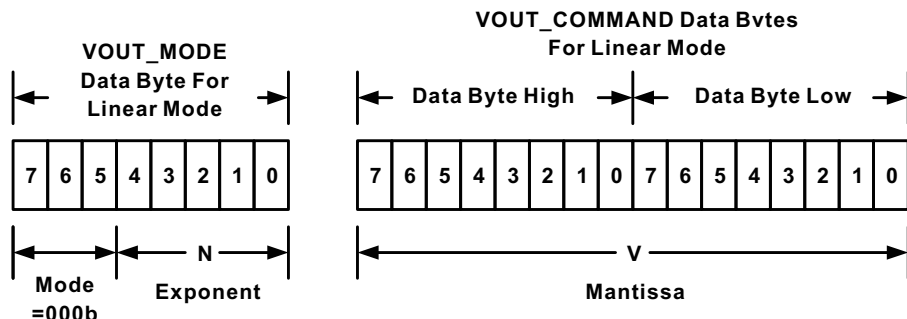 VOUT_MODE
Data Byte For
Linear Mode
7 6 5 4 3 2 1 0
N
Mode
=000b
Exponent
VOUT_COMMAND Data Bvtes
For Linear Mode
Data Byte High
Data Byte Low
7 6 5 4 3 2 1 0 7 6 5 4 3 2 1 0
V
Mantissa